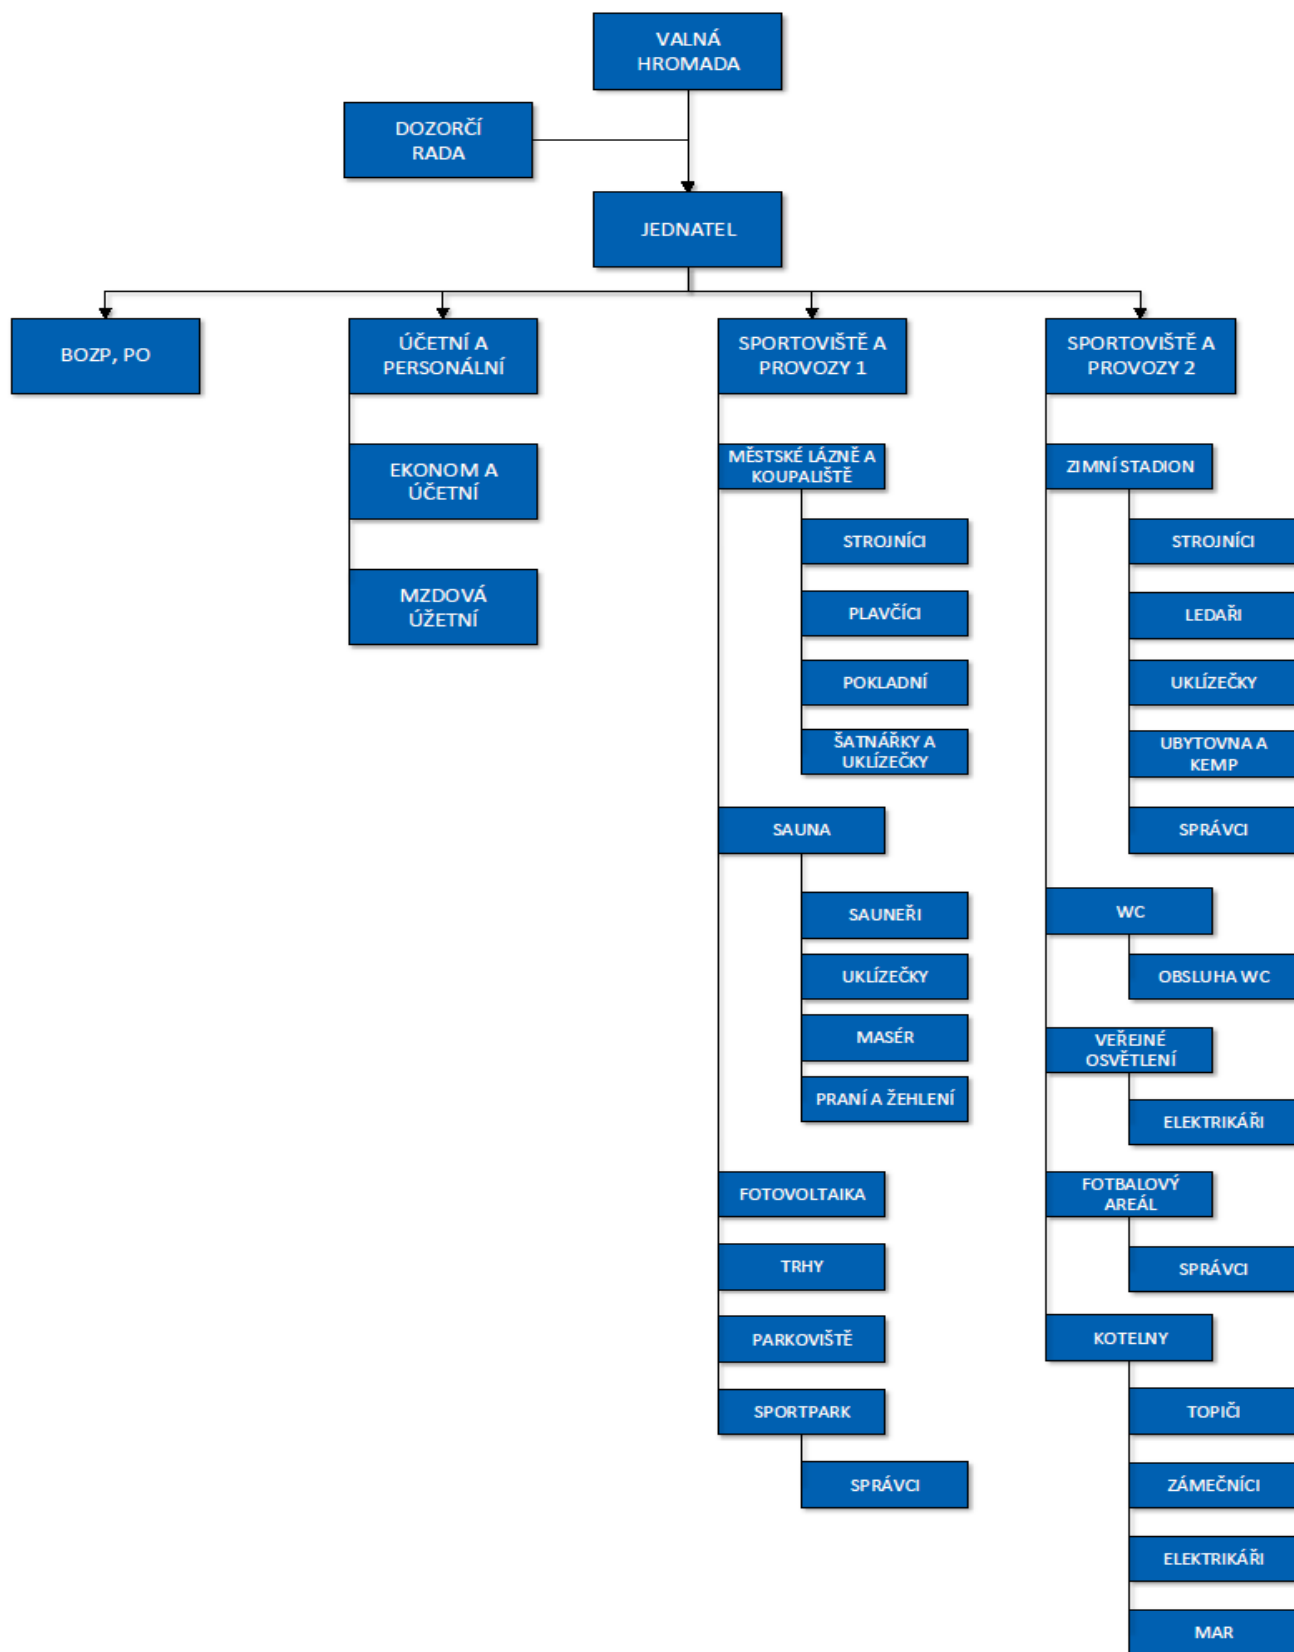 VALNÁ
HROMADA
DOZORČÍ
RADA
JEDNATEL
BOZP, PO
ÚČETNÍ A
PERSONÁLNÍ
EKONOM A
ÚČETNÍ
MZDOVÁ
ÚŽETNÍ
SPORTOVIŠTĚ A
PROVOZY 1
MĚSTSKÉ LÁZNĚ A
KOUPALIŠTĚ
STROJNÍCI
PLAVČÍCI
POKLADNÍ
ŠATNÁŘKY A
UKLÍZEČKY
SAUNA
SAUNEŘI
UKLÍZEČKY
MASÉR
PRANÍ A ŽEHLENÍ
FOTOVOLTAIKA
TRHY
PARKOVIŠTĚ
SPORTPARK
SPRÁVCI
SPORTOVIŠTĚ A
PROVOZY 2
ZIMNÍ STADION
STROJNÍCI
LEDAŘI
UKLÍZEČKY
UBYTOVNA A
KEMP
SPRÁVCI
WC
OBSLUHA WC
VEŘEJNÉ
OSVĚTLENÍ
ELEKTRIKÁŘI
FOTBALOVÝ
AREÁL
SPRÁVCI
KOTELNY
TOPIČI
ZÁMEČNÍCI
ELEKTRIKÁŘI
MAR